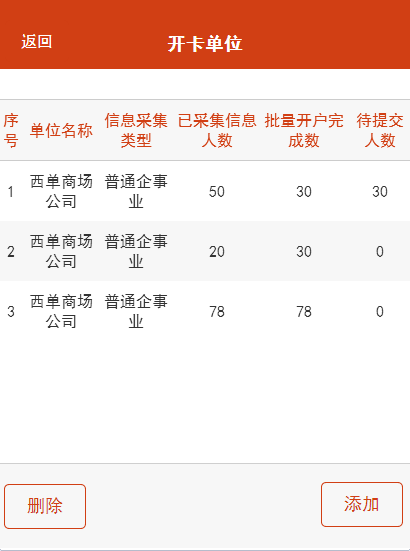 返回 开卡单位
序号 单位名称 信息采集类型 已采集信息人数 批量开户完成数 待提交人数
1 西单商场公司 普通企事业 50 30 30
2 西单商场公司 普通企事业 20 30 0
3 西单商场公司 普通企事业 78 78 0
删除 添加